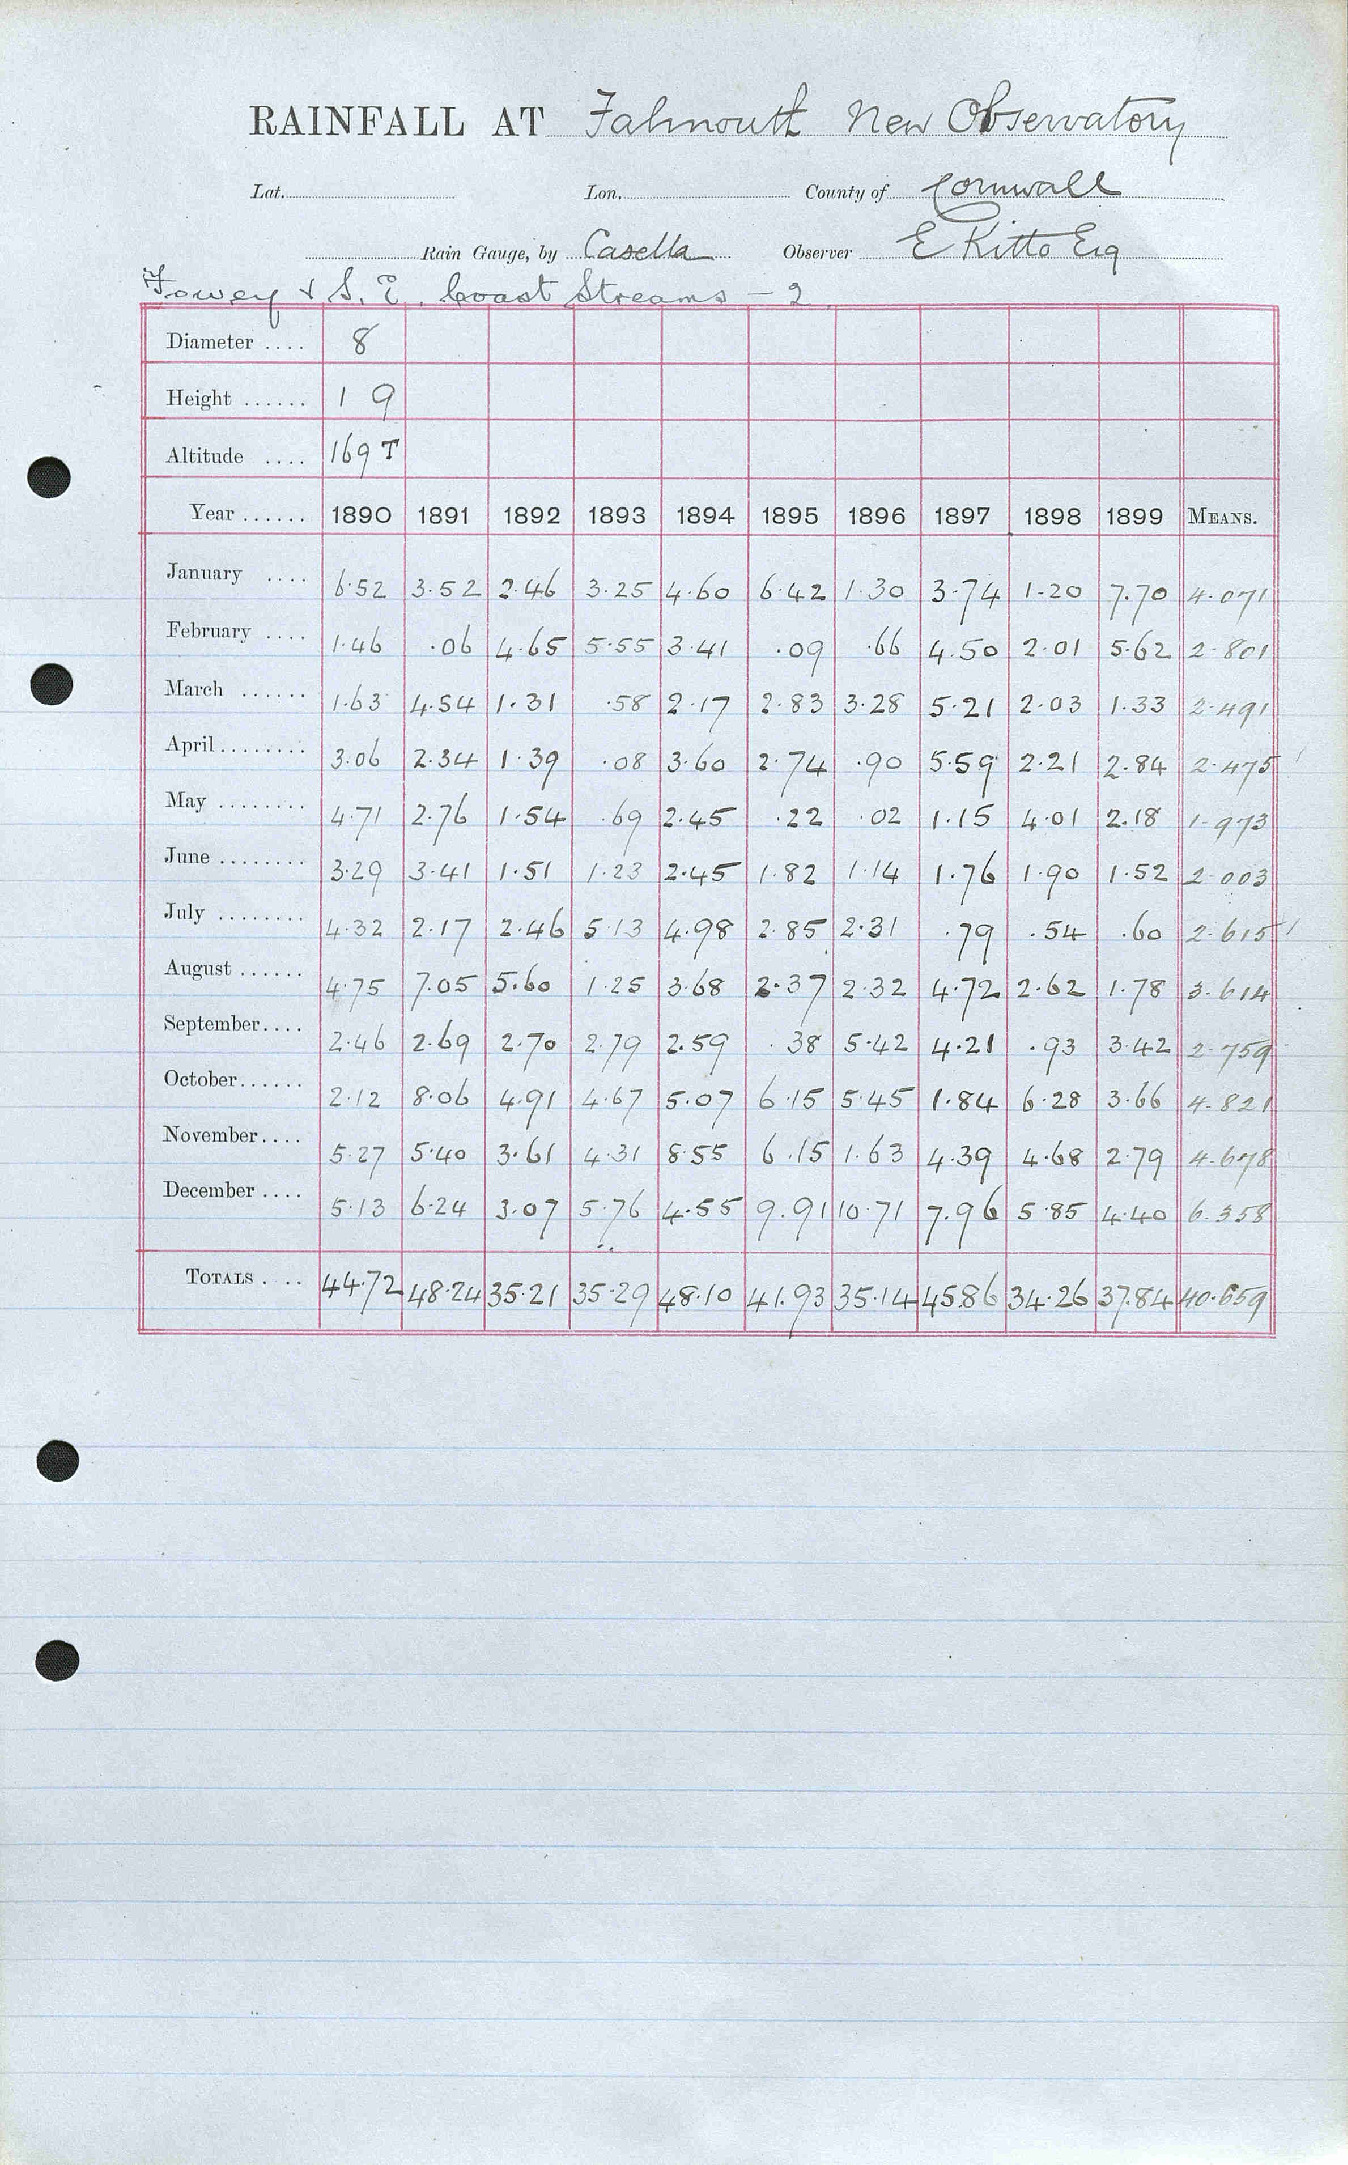 RAINFALL AT Falmouth New Observatory
Lat. Lon. County of Cornwall
Rain Gauge, by Casella Observer E Kitto Esq
Fowey & S. E. Coast Streams - 2
Diameter .... 8
Height ...... 1 9
Altitude .... 169 T
Year ...... 1890 1891 1892 1893 1894 1895 1896 1897 1898 1899 MEANS.
January .... 6.52 3.52 2.46 3.25 4.60 6.42 1.30 3.74 1.20 7.70 4.071
February .... 1.46 .06 4.65 5.55 3.41 .09 .66 4.50 2.01 5.62 2.801
March ...... 1.63 4.54 1.31 .58 2.17 2.83 3.28 5.21 2.03 1.33 2.491
April ........ 3.06 2.34 1.39 .08 3.60 2.74 .90 5.59 2.21 2.84 2.475
May ........ 4.71 2.76 1.54 .69 2.45 .22 .02 1.15 4.01 2.18 1.973
June ........ 3.29 3.41 1.51 1.23 2.45 1.82 1.14 1.76 1.90 1.52 2.003
July ........ 4.32 2.17 2.46 5.13 4.98 2.85 2.31 .79 .54 .60 2.615
August ...... 4.75 7.05 5.60 1.25 3.68 2.37 2.32 4.72 2.62 1.78 3.614
September .... 2.46 2.69 2.70 2.79 2.59 .38 5.42 4.21 .93 3.42 2.759
October ...... 2.12 8.06 4.91 4.67 5.07 6.15 5.45 1.84 6.28 3.66 4.821
November .... 5.27 5.40 3.61 4.31 8.55 6.15 1.63 4.39 4.68 2.79 4.678
December .... 5.13 6.24 3.07 5.76 4.55 9.91 10.71 7.96 5.85 4.40 6.358
TOTALS .... 44.72 48.24 35.21 35.29 48.10 41.93 35.14 45.86 34.26 37.84 40.659